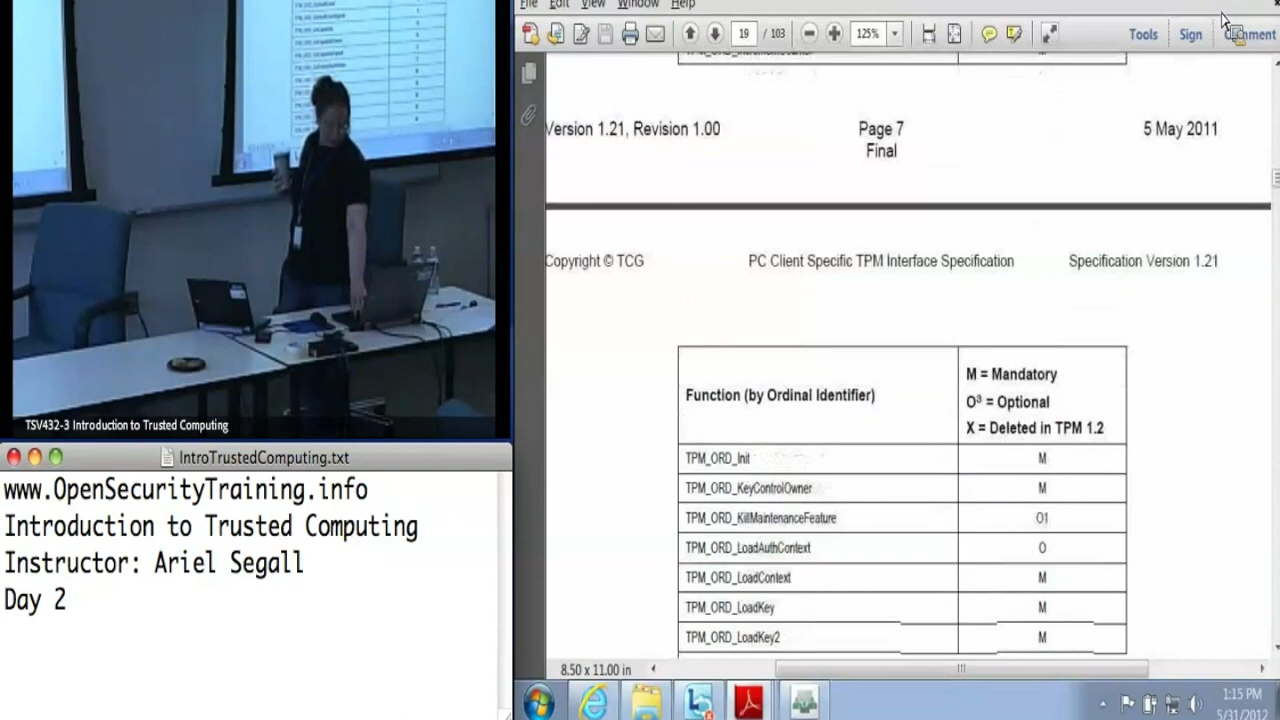 TSV432-3 Introduction to Trusted Computing
IntroTrustedComputing.txt
www.OpenSecurityTraining.info
Introduction to Trusted Computing
Instructor: Ariel Segall
Day 2
File Edit View Window Help
19 / 103 125% Tools Sign Comment
Version 1.21, Revision 1.00 Page 7 5 May 2011
Final
Copyright © TCG PC Client Specific TPM Interface Specification Specification Version 1.21
Function (by Ordinal Identifier)
M = Mandatory
O³ = Optional
X = Deleted in TPM 1.2
TPM_ORD_Init M
TPM_ORD_KeyControlOwner M
TPM_ORD_KillMaintenanceFeature O1
TPM_ORD_LoadAuthContext O
TPM_ORD_LoadContext M
TPM_ORD_LoadKey M
TPM_ORD_LoadKey2 M
8.50 x 11.00 in
1:15 PM
5/31/2012